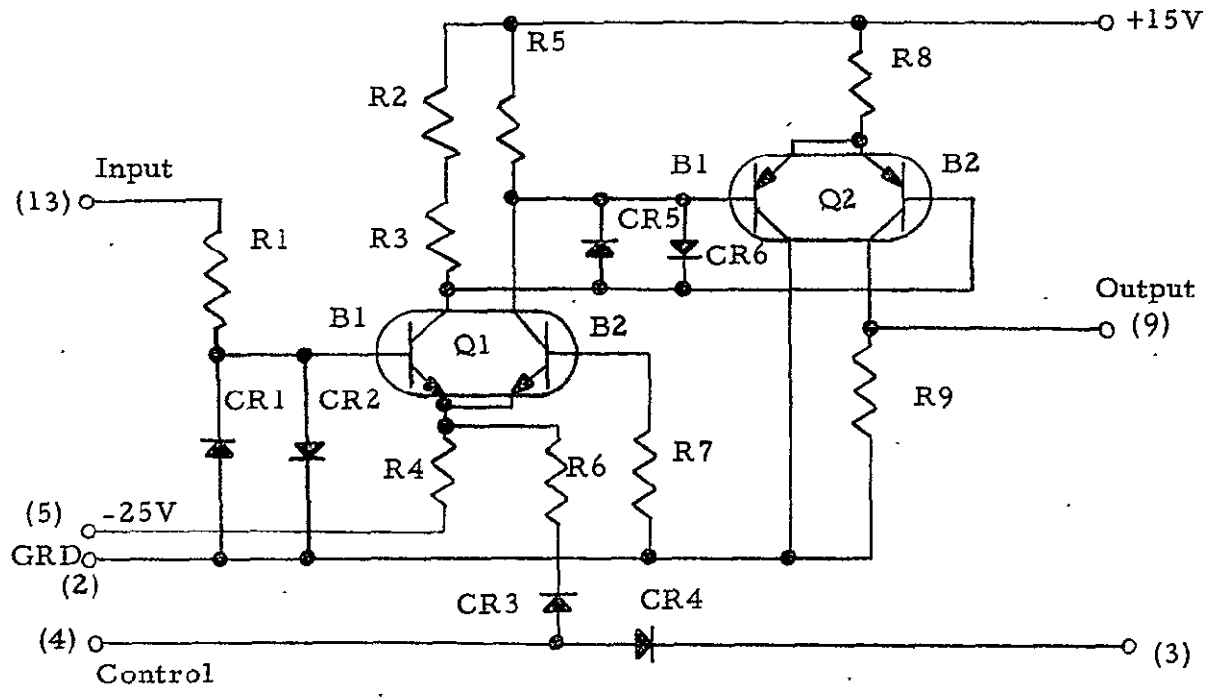 +15V
R5
R8
R2
Input
B1
B2
(13)
Q2
CR5
R1
R3
CR6
Output
B1
B2
(9)
Q1
CR1
CR2
R9
R4
R6
R7
(5)
-25V
GRD
(2)
CR3
CR4
(4)
(3)
Control